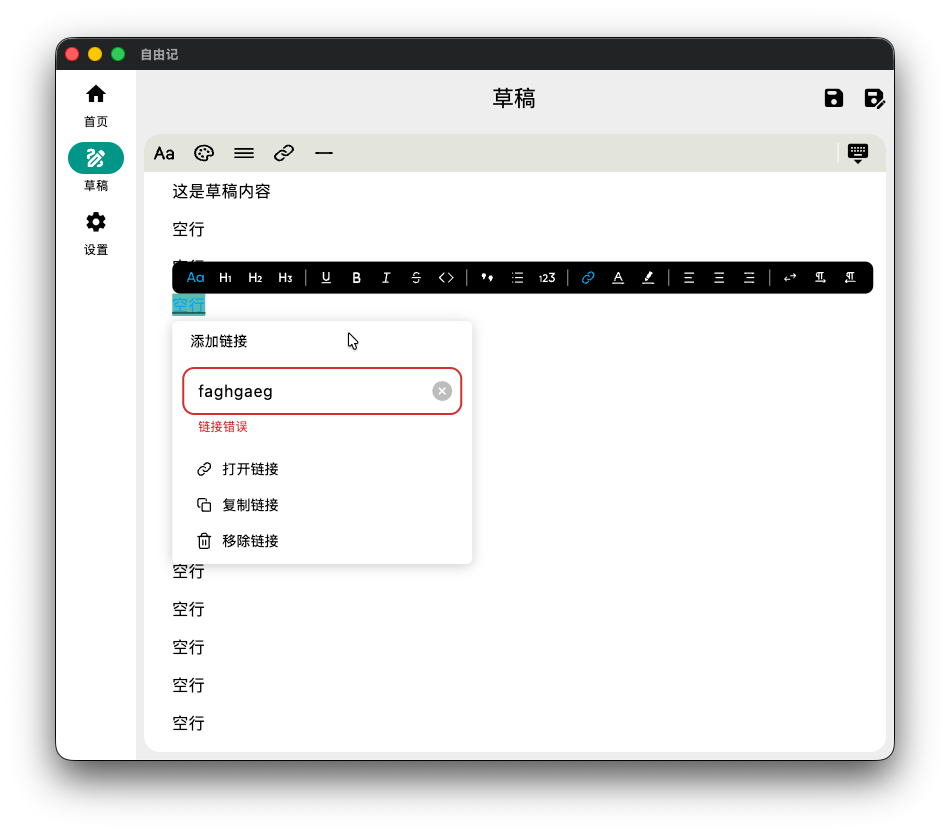 自由记
首页
草稿
设置
草稿
Aa
这是草稿内容
空行
Aa H1 H2 H3 U B I S <> 123 A
空行
添加链接
faghgaeg
链接错误
打开链接
复制链接
移除链接
空行
空行
空行
空行
空行